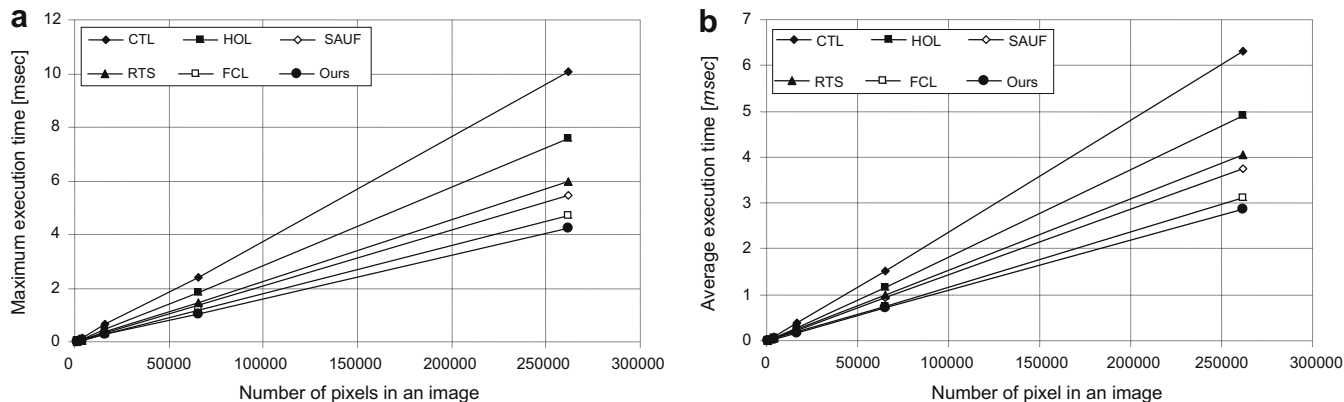 a
12
10
8
6
4
2
0
Maximum execution time [msec]
CTL HOL SAUF
RTS FCL Ours
0 50000 100000 150000 200000 250000 300000
Number of pixels in an image
b
7
6
5
4
3
2
1
0
Average execution time [msec]
CTL HOL SAUF
RTS FCL Ours
0 50000 100000 150000 200000 250000 300000
Number of pixel in an image